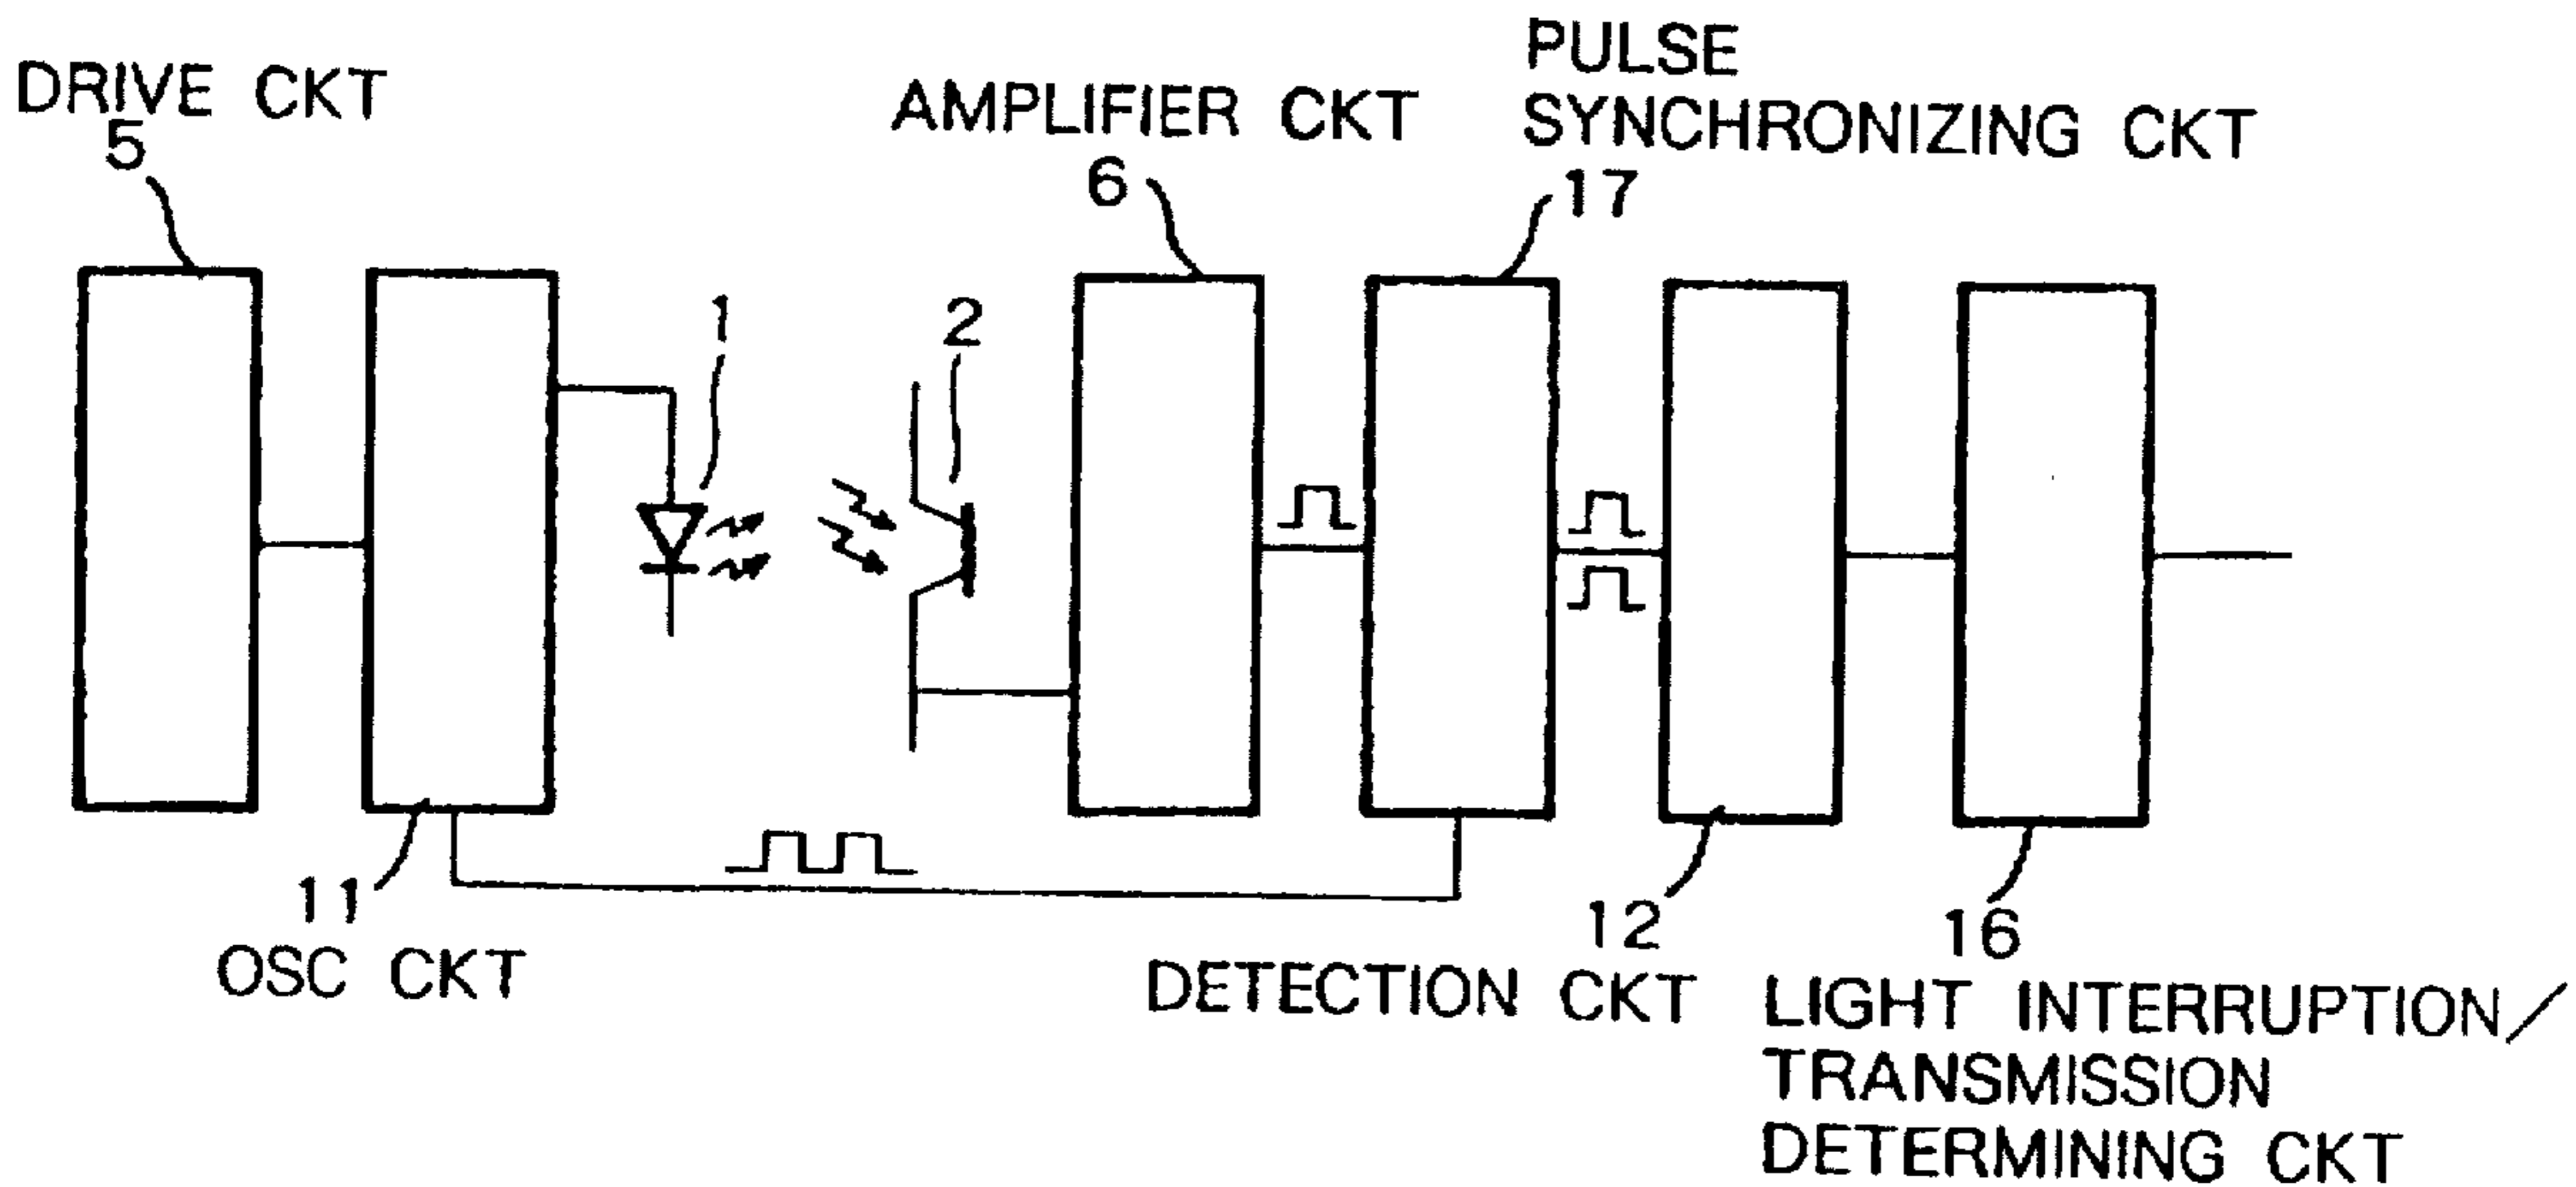 DRIVE CKT
5
AMPLIFIER CKT
6
PULSE
SYNCHRONIZING CKT
17
1
2
11
OSC CKT
12
DETECTION CKT
16
LIGHT INTERRUPTION/
TRANSMISSION
DETERMINING CKT